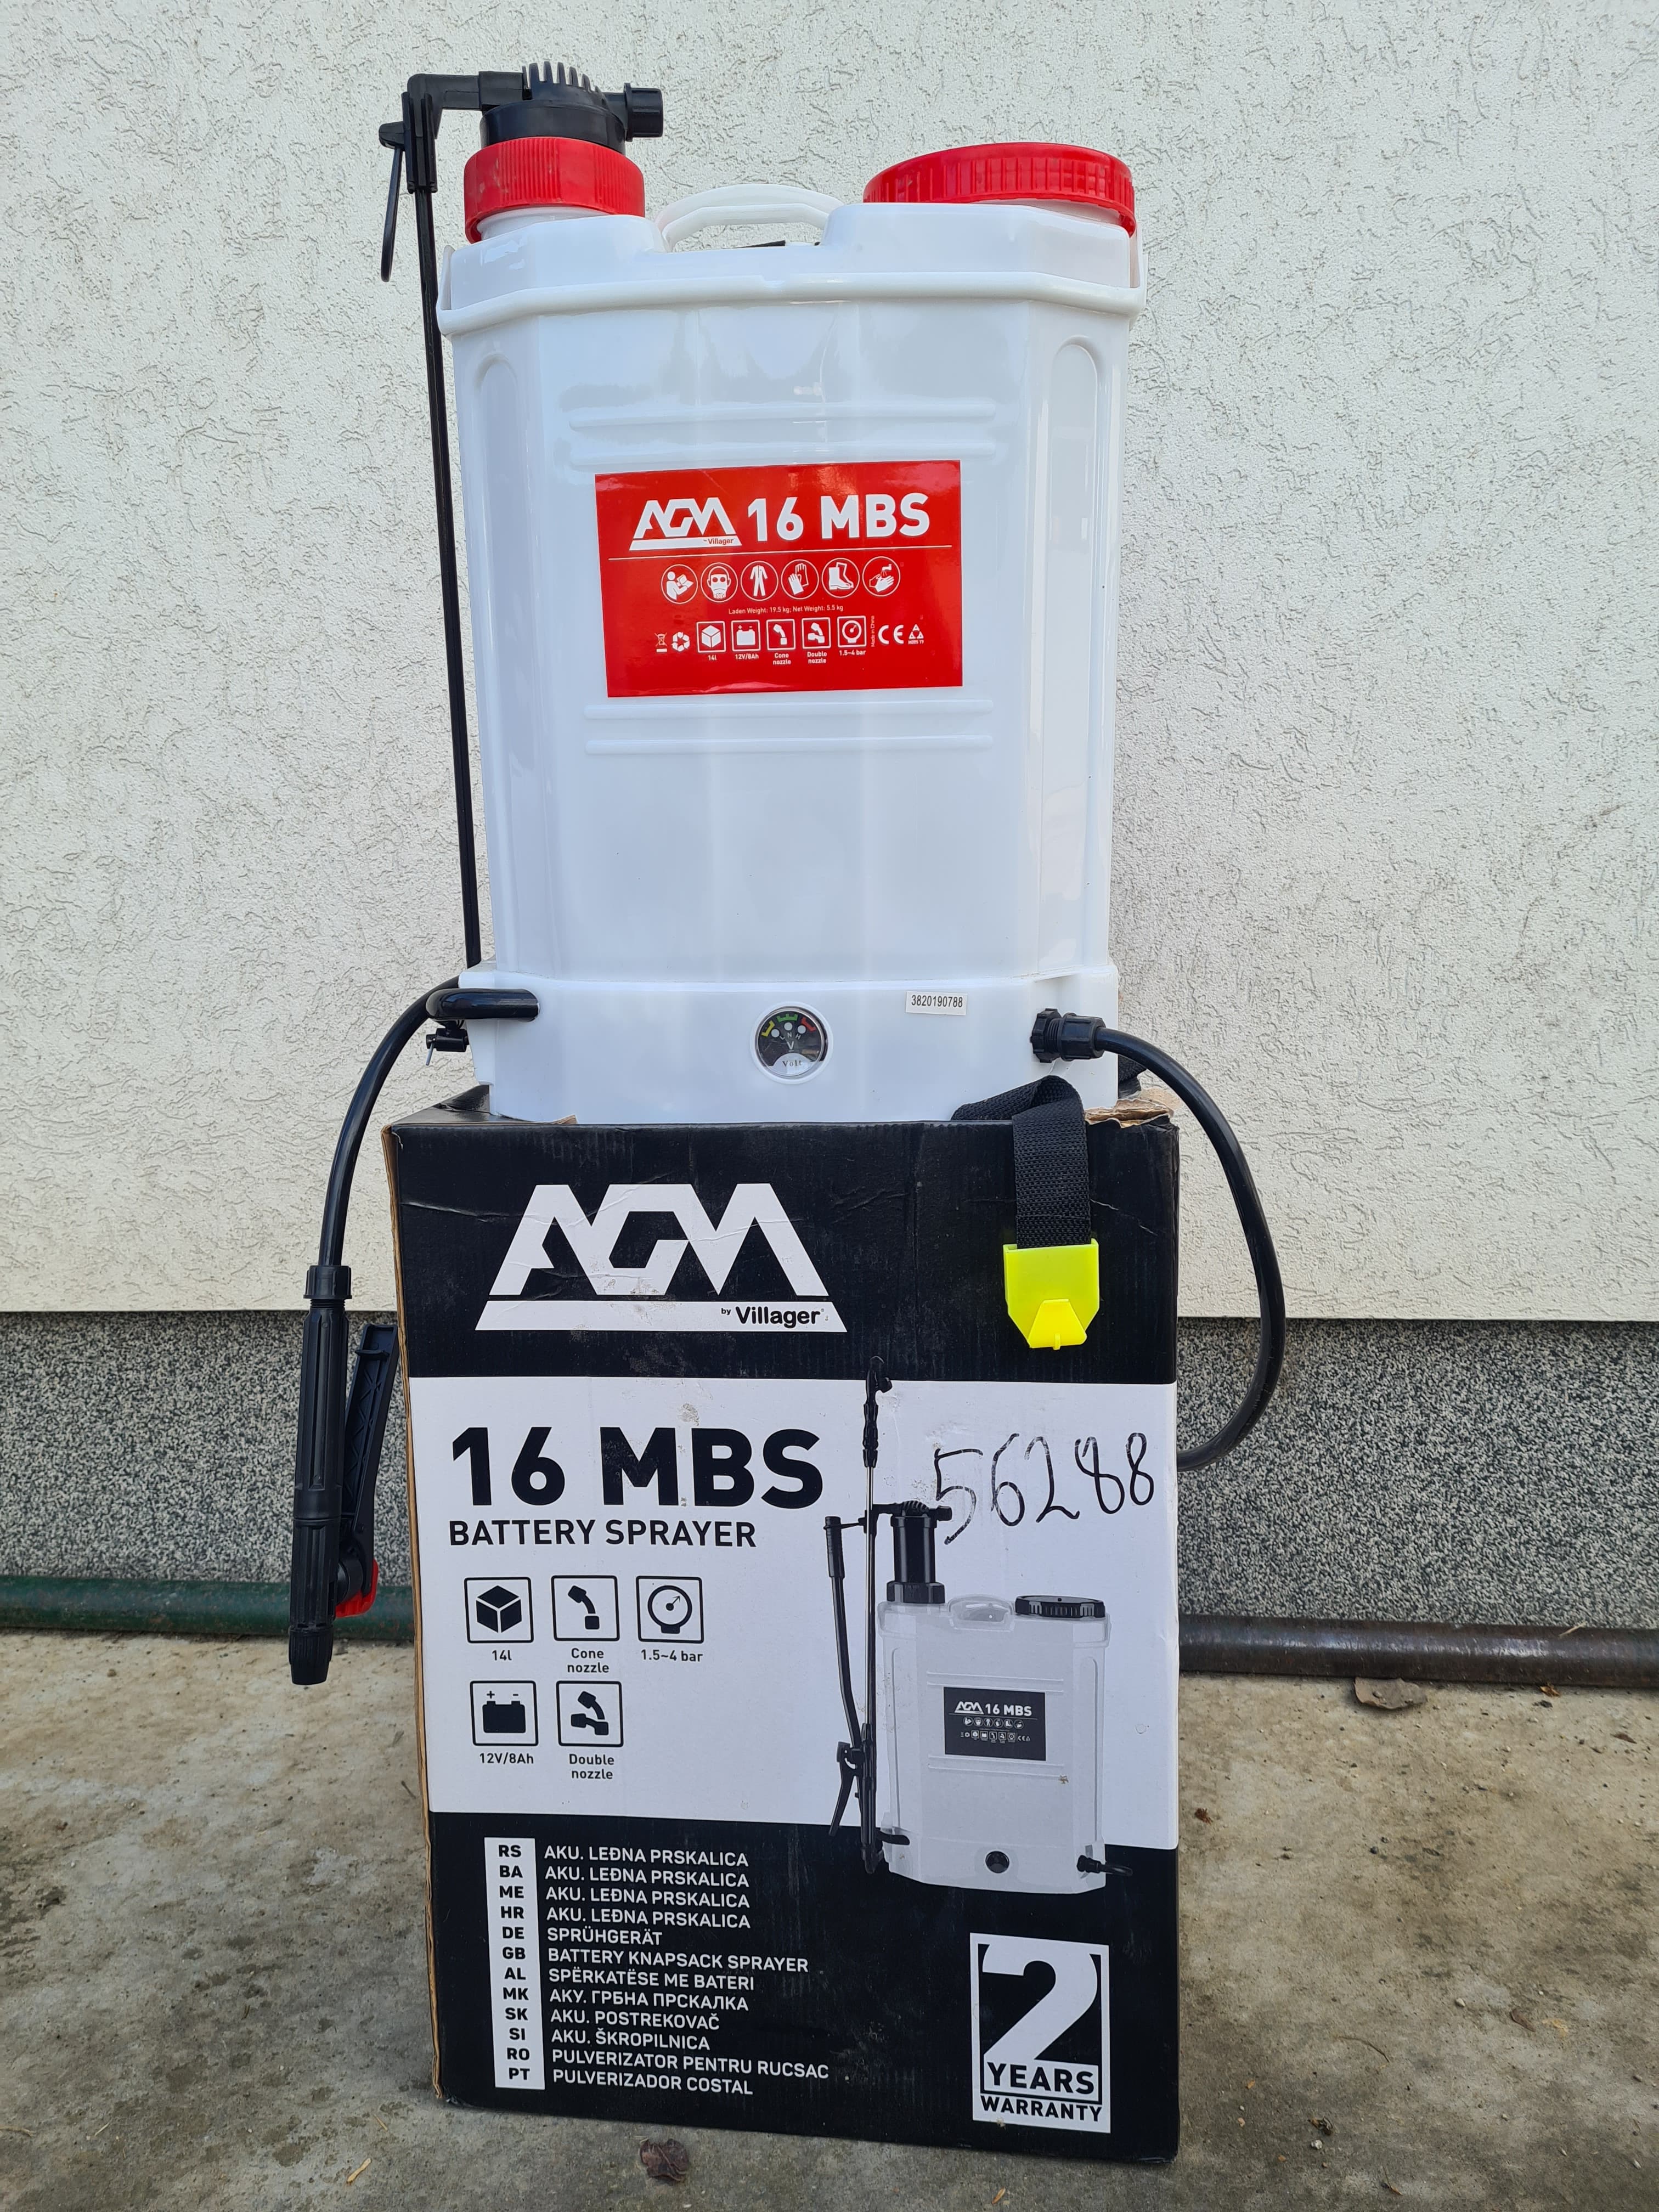 AGM 16 MBS
by Villager
Laden Weight: 19.5 kg; Net Weight: 5.5 kg
14l 12V/8Ah Cone nozzle Double nozzle 1.5~4 bar
Made in China
CE
3820190788
V
Volt
AGM
by Villager
16 MBS
BATTERY SPRAYER
56288
14l
Cone
nozzle
1.5~4 bar
12V/8Ah
Double
nozzle
AGM 16 MBS
RS AKU. LEĐNA PRSKALICA
BA AKU. LEĐNA PRSKALICA
ME AKU. LEĐNA PRSKALICA
HR AKU. LEĐNA PRSKALICA
DE SPRÜHGERÄT
GB BATTERY KNAPSACK SPRAYER
AL SPËRKATËSE ME BATERI
MK АКУ. ГРБНА ПРСКАЛКА
SK AKU. POSTREKOVAČ
SI AKU. ŠKROPILNICA
RO PULVERIZATOR PENTRU RUCSAC
PT PULVERIZADOR COSTAL
2
YEARS
WARRANTY